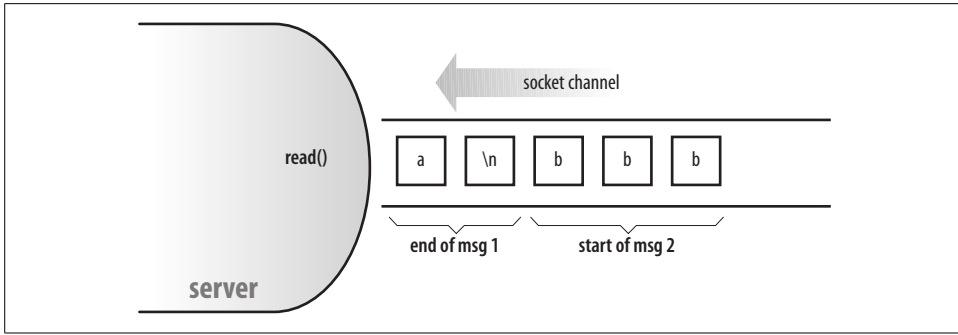 socket channel
read()
a \n b b b
end of msg 1 start of msg 2
server